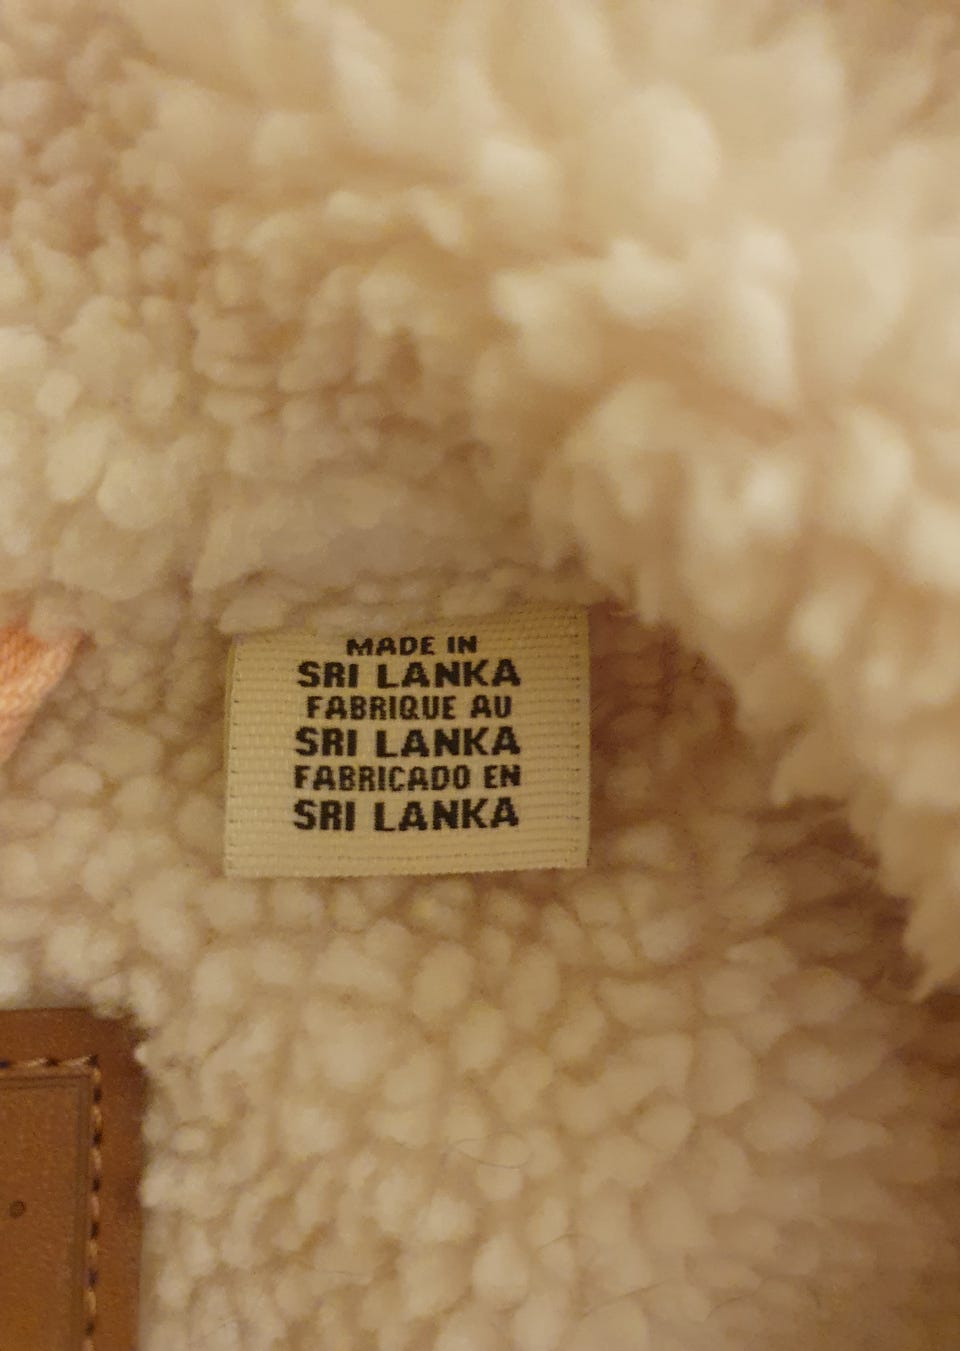 MADE IN
SRI LANKA
FABRIQUE AU
SRI LANKA
FABRICADO EN
SRI LANKA